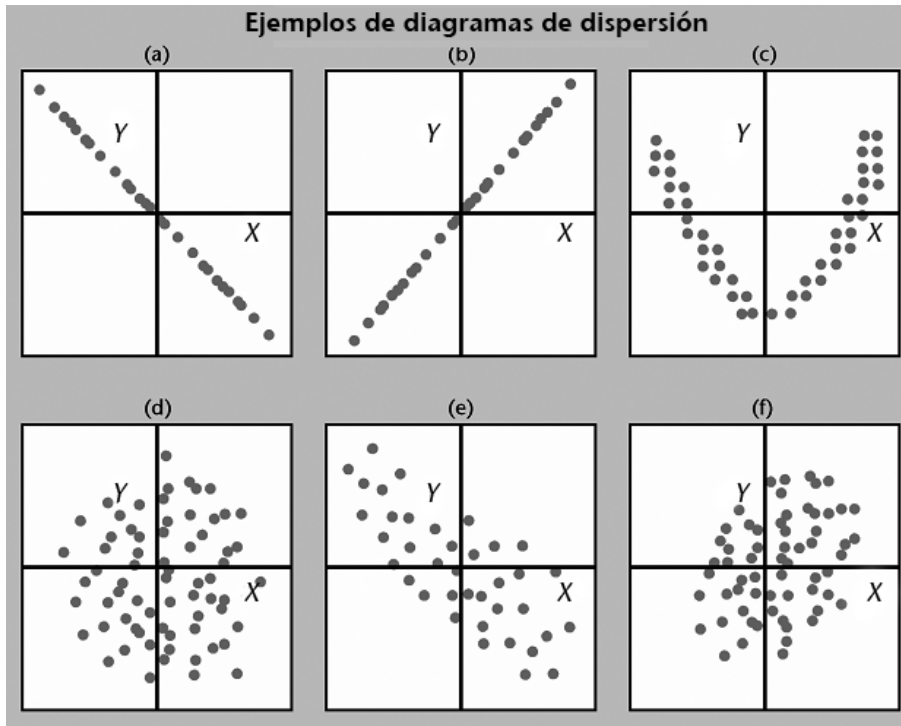 Ejemplos de diagramas de dispersión
(a) (b) (c)
Y Y Y
X X X
(d) (e) (f)
Y Y Y
X X X